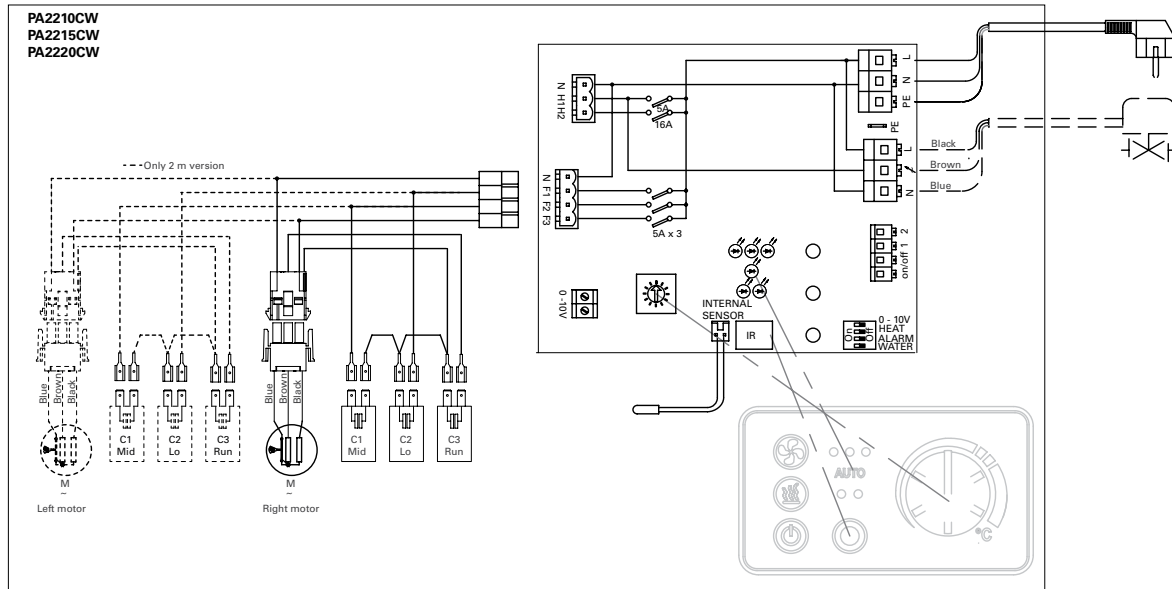 PA2210CW
PA2215CW
PA2220CW
Only 2 m version
N H1H2
5A
16A
N F1 F2 F3
5A x 3
L
N
PE
PE
L
N
Black
Brown
Blue
on/off 1 2
0 -10V
INTERNAL
SENSOR
IR
On
Off
0 - 10V
HEAT
ALARM
WATER
Blue
Brown
Black
C1
Mid
C2
Lo
C3
Run
M
~
Left motor
Blue
Brown
Black
C1
Mid
C2
Lo
C3
Run
M
~
Right motor
AUTO
°C